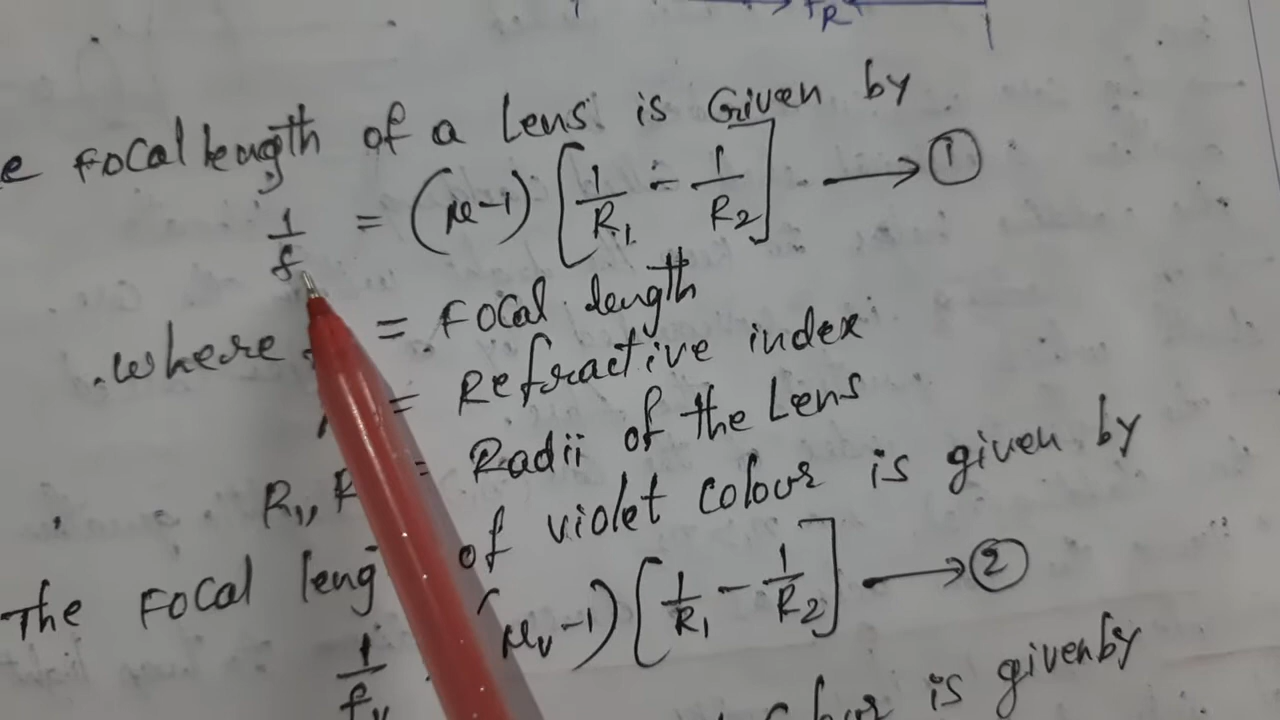 FR
e Focal length of a Lens. is Given by
1/f = (μ-1) [1/R1 - 1/R2] → ①
where = Focal length
= Refractive index
R1, = Radii of the Lens
The Focal leng of violet colour is given by
1/fv (μv-1) [1/R1 - 1/R2] → ②
is given by